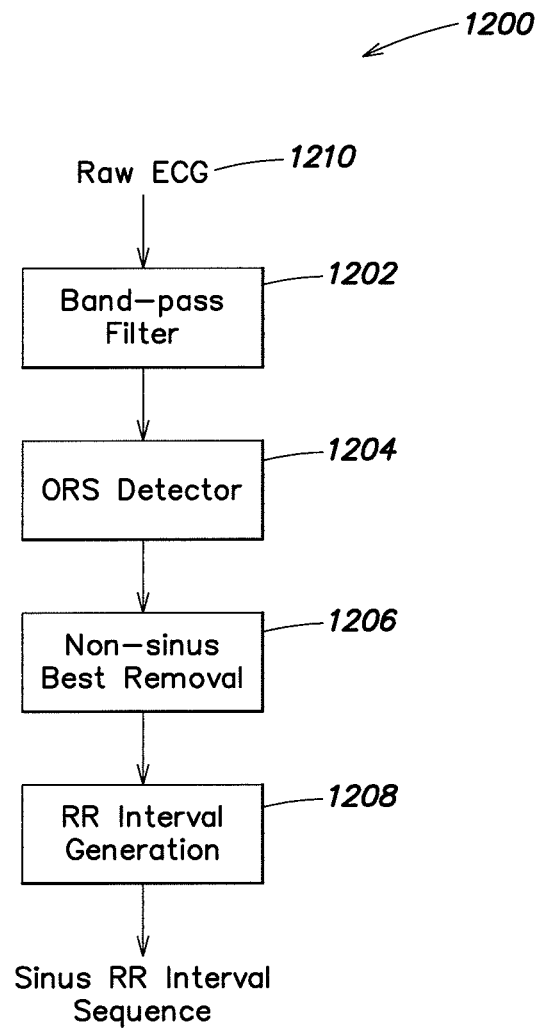 1200
Raw ECG
1210
Band-pass
Filter
1202
ORS Detector
1204
Non-sinus
Best Removal
1206
RR Interval
Generation
1208
Sinus RR Interval
Sequence